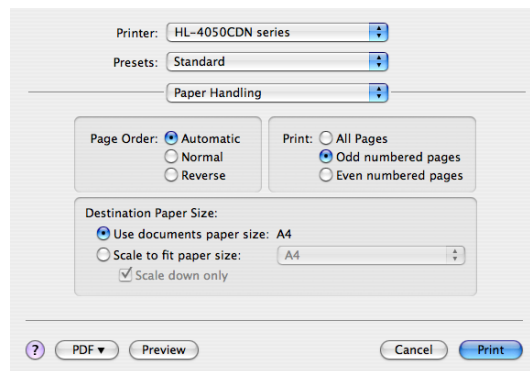 Printer: HL-4050CDN series
Presets: Standard
Paper Handling
Page Order: Automatic
Normal
Reverse
Print: All Pages
Odd numbered pages
Even numbered pages
Destination Paper Size:
Use documents paper size: A4
Scale to fit paper size: A4
Scale down only
? PDF▼ Preview Cancel Print